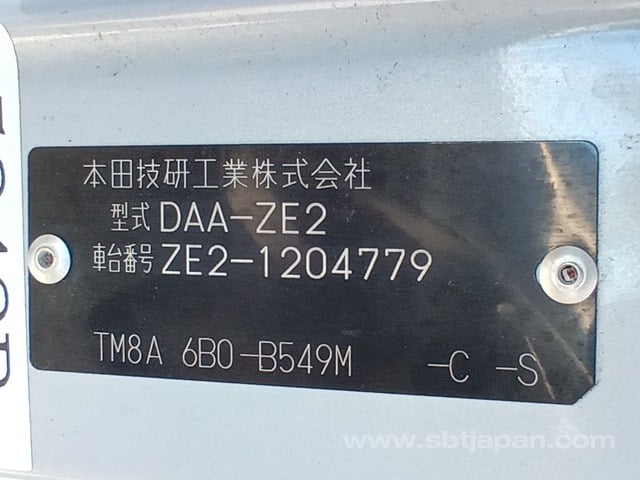 本田技研工業株式会社
型式 DAA-ZE2
車台番号 ZE2-1204779
TM8A 6B0-B549M -C -S
www.sbtjapan.com